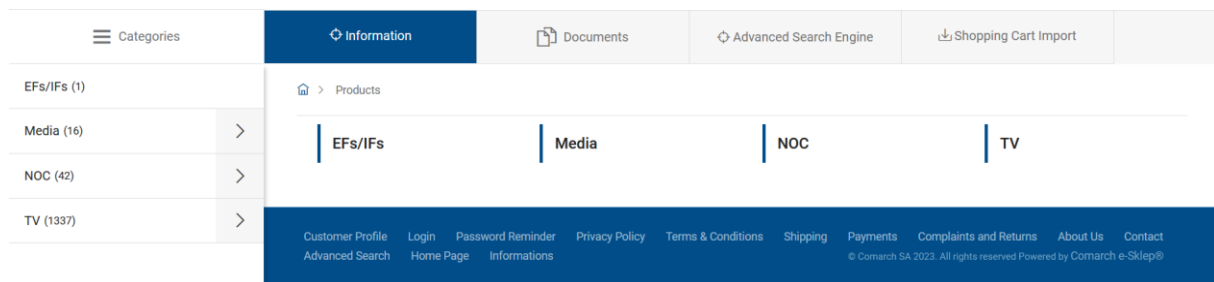 Categories
Information
Documents
Advanced Search Engine
Shopping Cart Import
EFs/IFs (1)
Media (16)
NOC (42)
TV (1337)
> Products
EFs/IFs
Media
NOC
TV
Customer Profile Login Password Reminder Privacy Policy Terms & Conditions Shipping Payments Complaints and Returns About Us Contact
Advanced Search Home Page Informations
© Comarch SA 2023. All rights reserved Powered by Comarch e-Sklep®